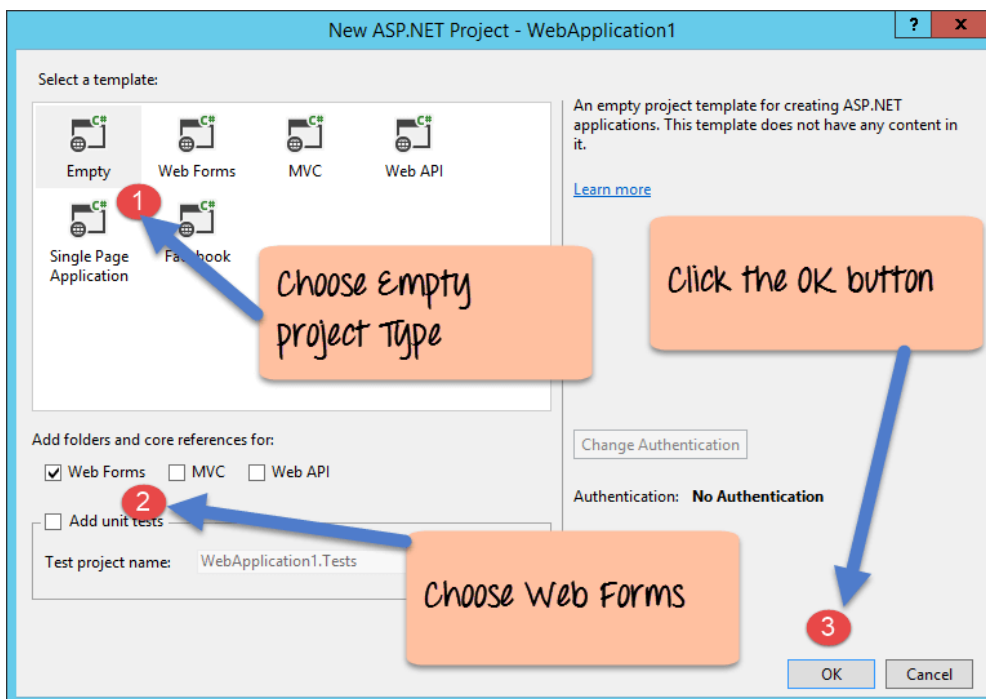 New ASP.NET Project - WebApplication1
? x
Select a template:
C# C# C# C#
Empty Web Forms MVC Web API
C# C#
1
Single Page
Application
Facebook
An empty project template for creating ASP.NET
applications. This template does not have any content in
it.
Learn more
Choose Empty
project Type
Click the OK button
Add folders and core references for:
Web Forms MVC Web API
2
Add unit tests
Test project name: WebApplication1.Tests
Choose Web Forms
Change Authentication
Authentication: No Authentication
3
OK Cancel